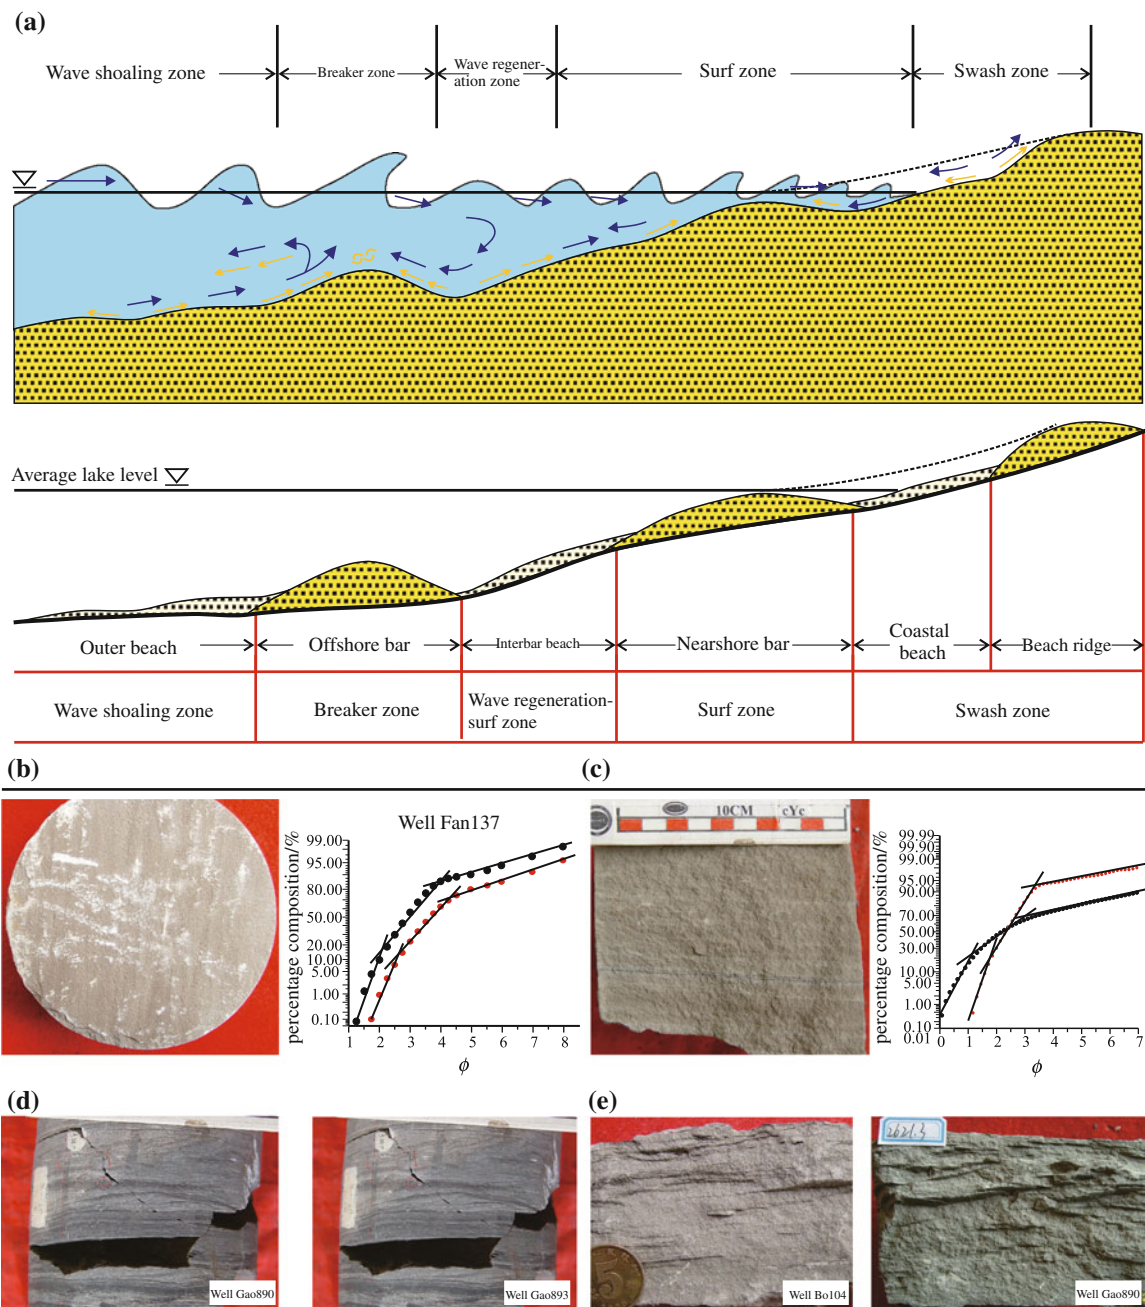 (a)
Wave shoaling zone
Breaker zone
Wave regener-
ation zone
Surf zone
Swash zone
Average lake level
Outer beach
Offshore bar
Interbar beach
Nearshore bar
Coastal
beach
Beach ridge
Wave shoaling zone
Breaker zone
Wave regeneration-
surf zone
Surf zone
Swash zone
(b)
(c)
Well Fan137
percentage composition/%
99.00
95.00
80.00
50.00
20.00
10.00
5.00
1.00
0.10
1 2 3 4 5 6 7 8
ϕ
10CM cYc
percentage composition/%
99.99
99.90
99.00
95.00
90.00
70.00
50.00
30.00
10.00
5.00
1.00
0.10
0.01
0 1 2 3 4 5 6 7
ϕ
(d)
(e)
Well Gao890
Well Gao893
5
Well Bo104
2621.3
Well Gao890